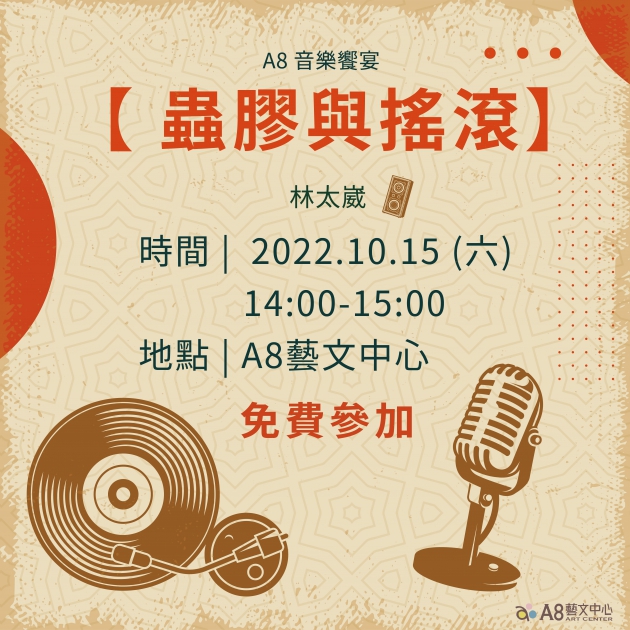 A8 音樂饗宴
【 蟲膠與搖滾】
林太崴
時間 | 2022.10.15 (六)
14:00-15:00
地點 | A8藝文中心
免費參加
A8藝文中心
ART CENTER